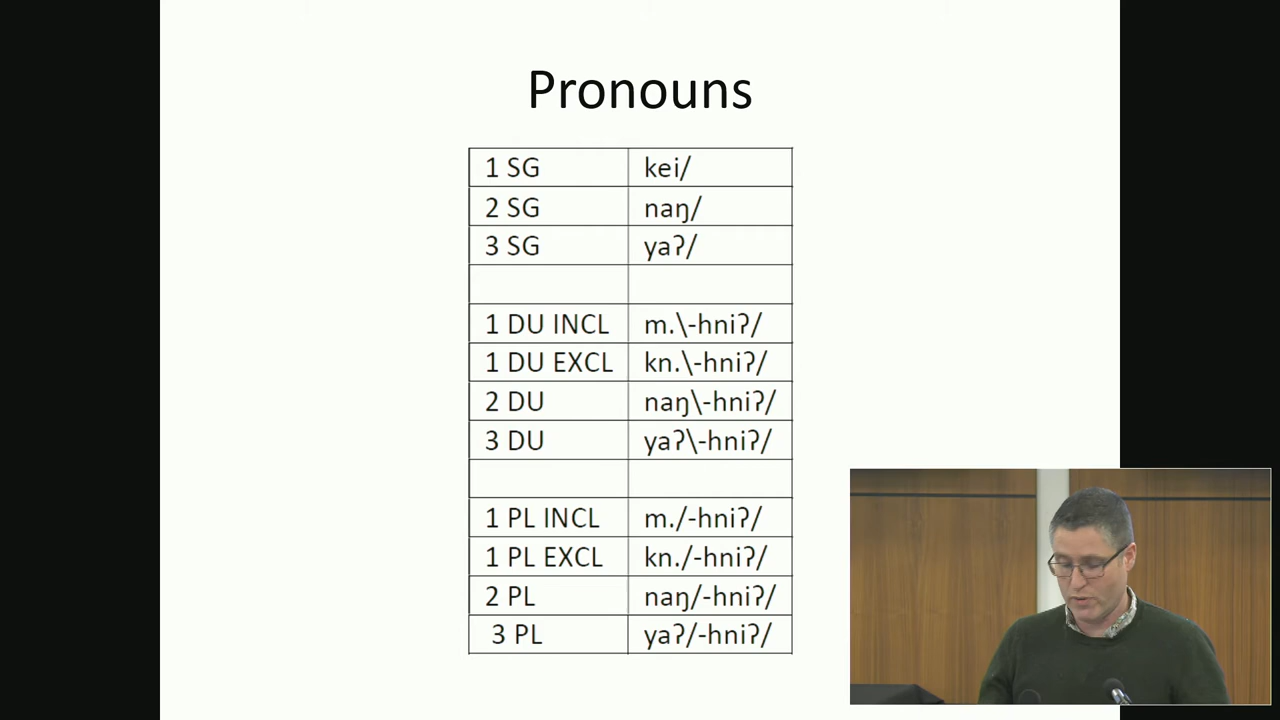 Pronouns
1 SG kei/
2 SG naŋ/
3 SG yaʔ/
1 DU INCL m.\-hniʔ/
1 DU EXCL kn.\-hniʔ/
2 DU naŋ\-hniʔ/
3 DU yaʔ\-hniʔ/
1 PL INCL m./-hniʔ/
1 PL EXCL kn./-hniʔ/
2 PL naŋ/-hniʔ/
3 PL yaʔ/-hniʔ/